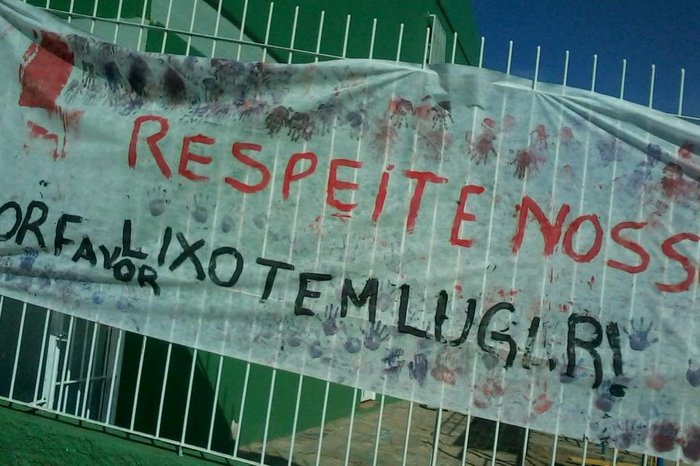 RESPEITE NOSS
OR FAVOR LIXO TEM LUGAR!